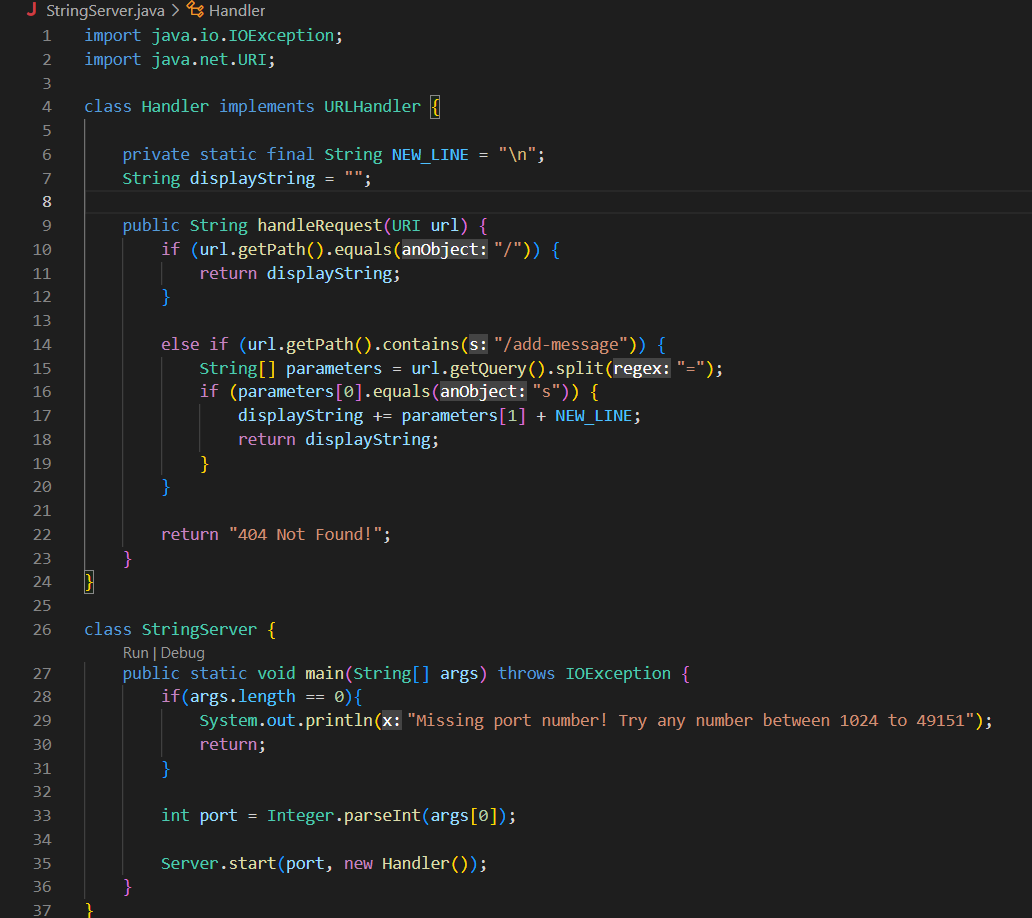 StringServer.java > Handler
1 import java.io.IOException;
2 import java.net.URI;
3
4 class Handler implements URLHandler {
5
6 private static final String NEW_LINE = "\n";
7 String displayString = "";
8
9 public String handleRequest(URI url) {
10 if (url.getPath().equals(anObject: "/")) {
11 return displayString;
12 }
13
14 else if (url.getPath().contains(s: "/add-message")) {
15 String[] parameters = url.getQuery().split(regex: "=");
16 if (parameters[0].equals(anObject: "s")) {
17 displayString += parameters[1] + NEW_LINE;
18 return displayString;
19 }
20 }
21
22 return "404 Not Found!";
23 }
24 }
25
26 class StringServer {
Run | Debug
27 public static void main(String[] args) throws IOException {
28 if(args.length == 0){
29 System.out.println(x: "Missing port number! Try any number between 1024 to 49151");
30 return;
31 }
32
33 int port = Integer.parseInt(args[0]);
34
35 Server.start(port, new Handler());
36 }
37 }